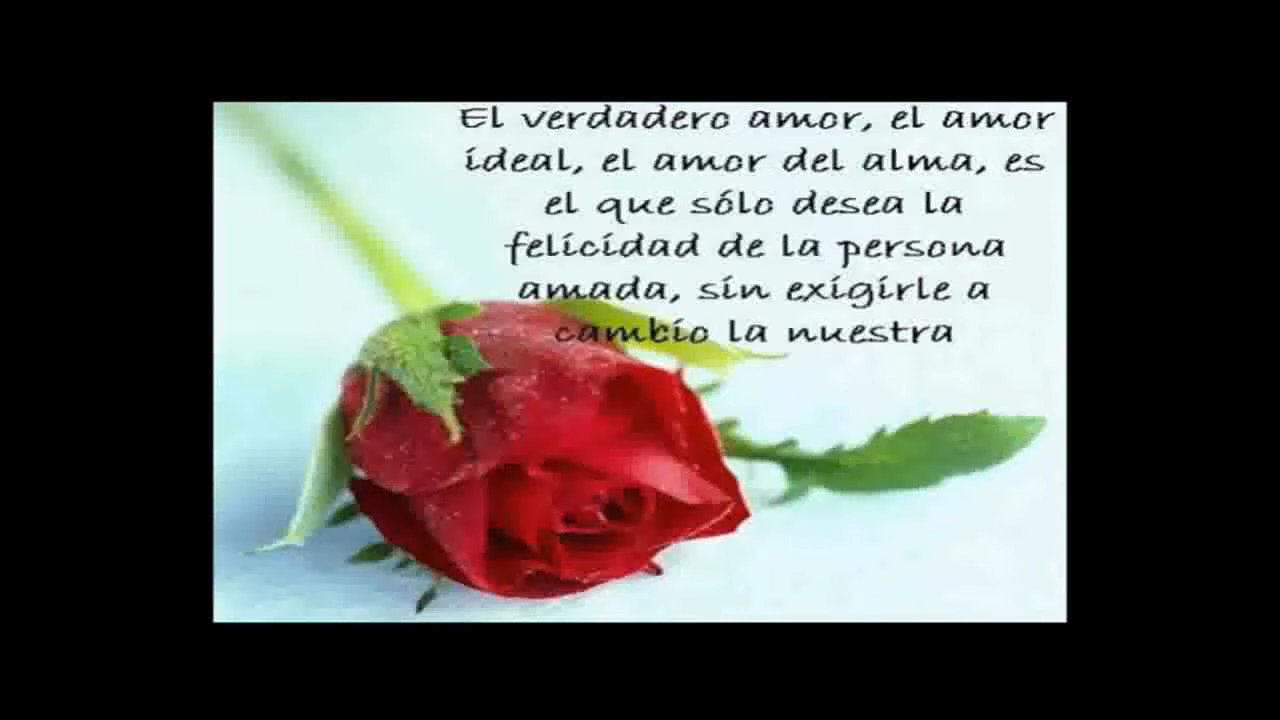 El verdadero amor, el amor
ideal, el amor del alma, es
el que sólo desea la
felicidad de la persona
amada, sin exigirle a
cambio la nuestra